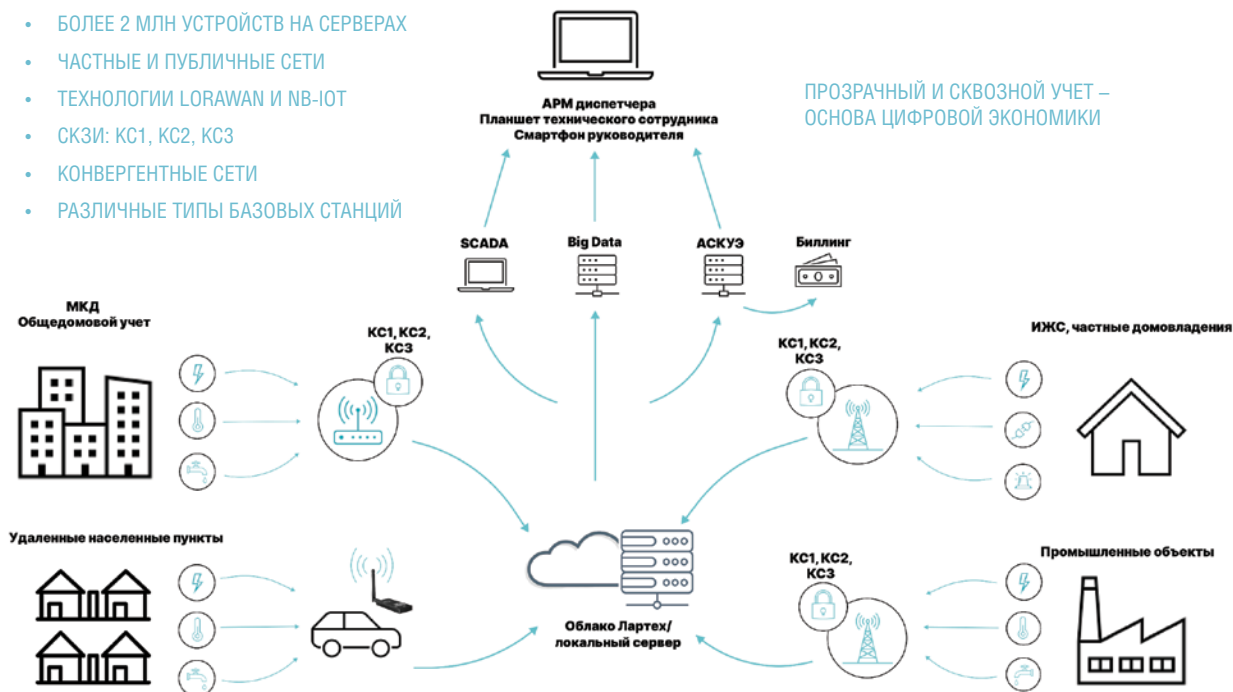 • БОЛЕЕ 2 МЛН УСТРОЙСТВ НА СЕРВЕРАХ
• ЧАСТНЫЕ И ПУБЛИЧНЫЕ СЕТИ
• ТЕХНОЛОГИИ LORAWAN И NB-IOT
• СКЗИ: КС1, КС2, КС3
• КОНВЕРГЕНТНЫЕ СЕТИ
• РАЗЛИЧНЫЕ ТИПЫ БАЗОВЫХ СТАНЦИЙ
АРМ диспетчера
Планшет технического сотрудника
Смартфон руководителя
ПРОЗРАЧНЫЙ И СКВОЗНОЙ УЧЕТ –
ОСНОВА ЦИФРОВОЙ ЭКОНОМИКИ
SCADA
Big Data
АСКУЭ
Биллинг
МКД
Общедомовой учет
КС1, КС2,
КС3
КС1, КС2,
КС3
ИЖС, частные домовладения
Удаленные населенные пункты
Облако Лартех/
локальный сервер
КС1, КС2,
КС3
Промышленные объекты